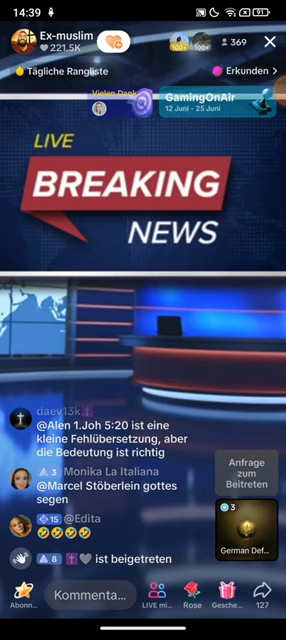 14:39
91
Ex-muslim
221.5K
100+
100+
369
Tägliche Rangliste
Erkunden >
Vielen Dank
GamingOnAir
12 Juni - 25 Juni
LIVE
BREAKING
NEWS
daev13k
@Alen 1.Joh 5:20 ist eine
kleine Fehlübersetzung, aber
die Bedeutung ist richtig
3 Monika La Italiana
@Marcel Stöberlein gottes
segen
15 @Edita
🤣🤣🤣🤣
8 ✝️🖤 ist beigetreten
Anfrage
zum
Beitreten
3
German Def...
Kommenta...
Abonn...
LIVE mi...
Rose
Gesche...
127